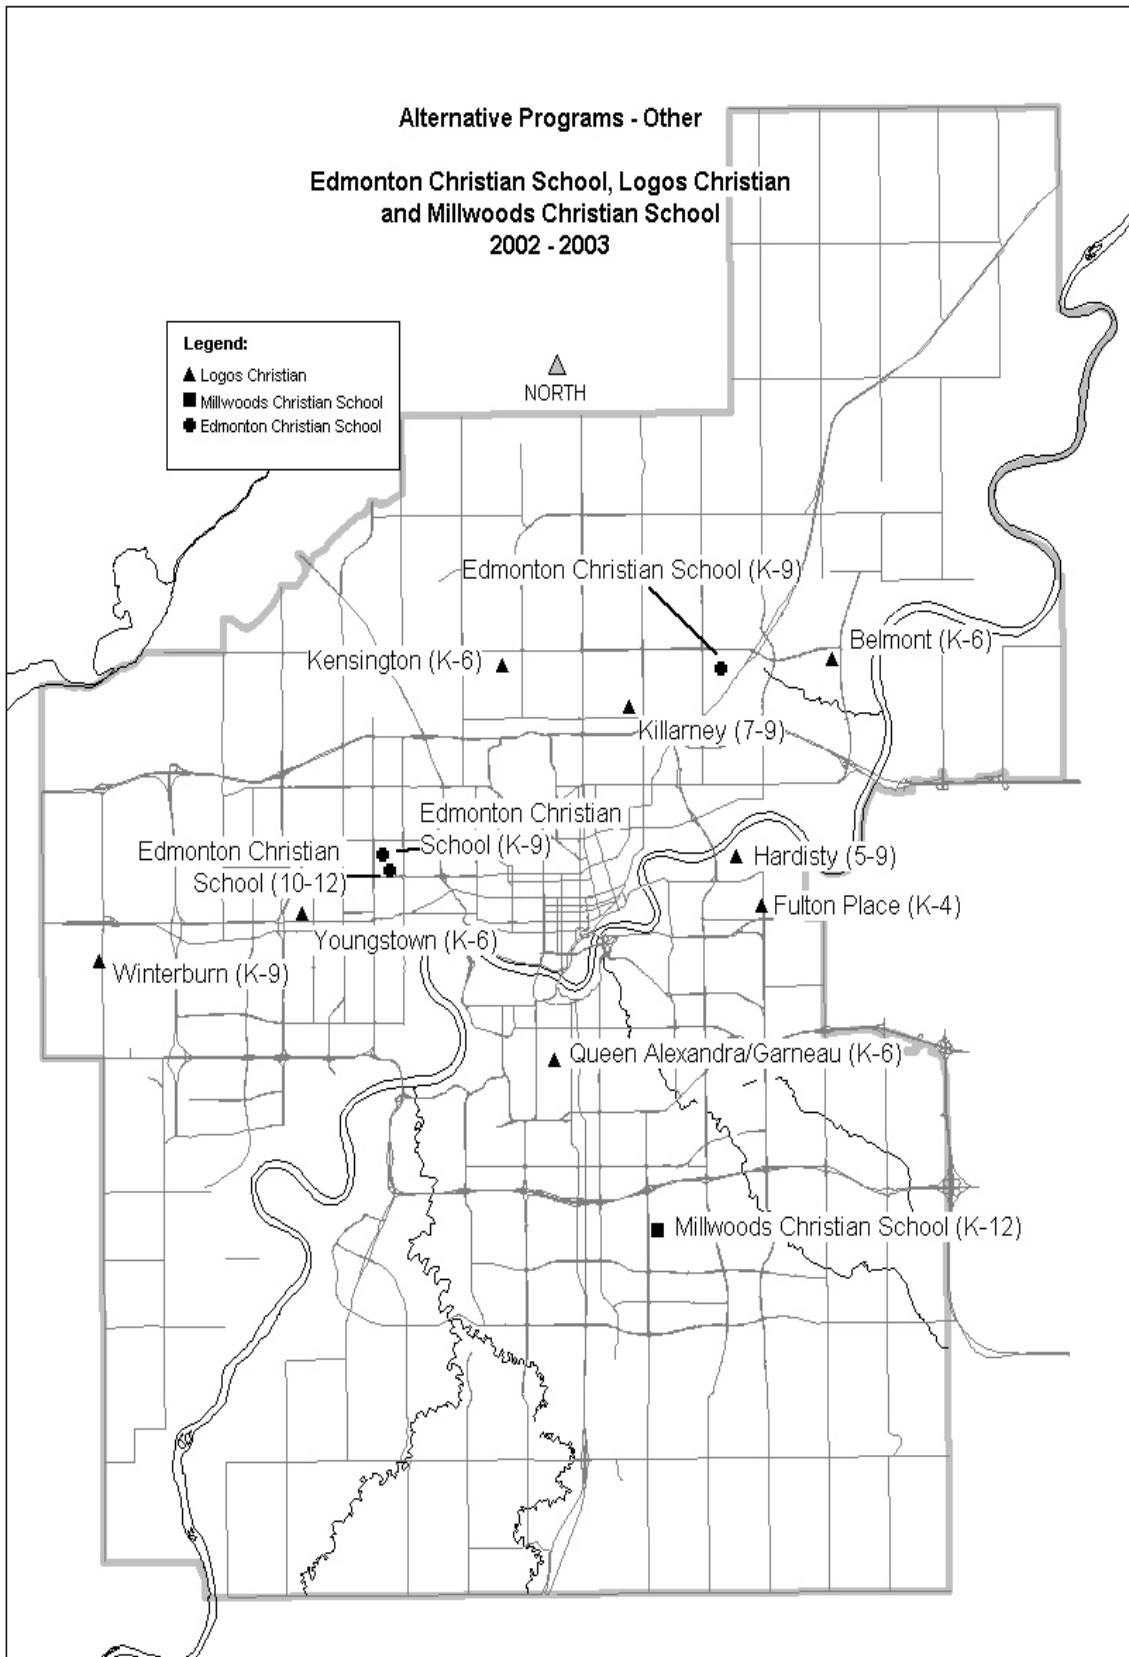 Alternative Programs - Other
Edmonton Christian School, Logos Christian
and Millwoods Christian School
2002 - 2003
Legend:
Logos Christian
Millwoods Christian School
Edmonton Christian School
NORTH
Edmonton Christian School (K-9)
Belmont (K-6)
Kensington (K-6)
Killarney (7-9)
Edmonton Christian
School (K-9)
Edmonton Christian
School (10-12)
Hardisty (5-9)
Fulton Place (K-4)
Youngstown (K-6)
Winterburn (K-9)
Queen Alexandra/Garneau (K-6)
Millwoods Christian School (K-12)